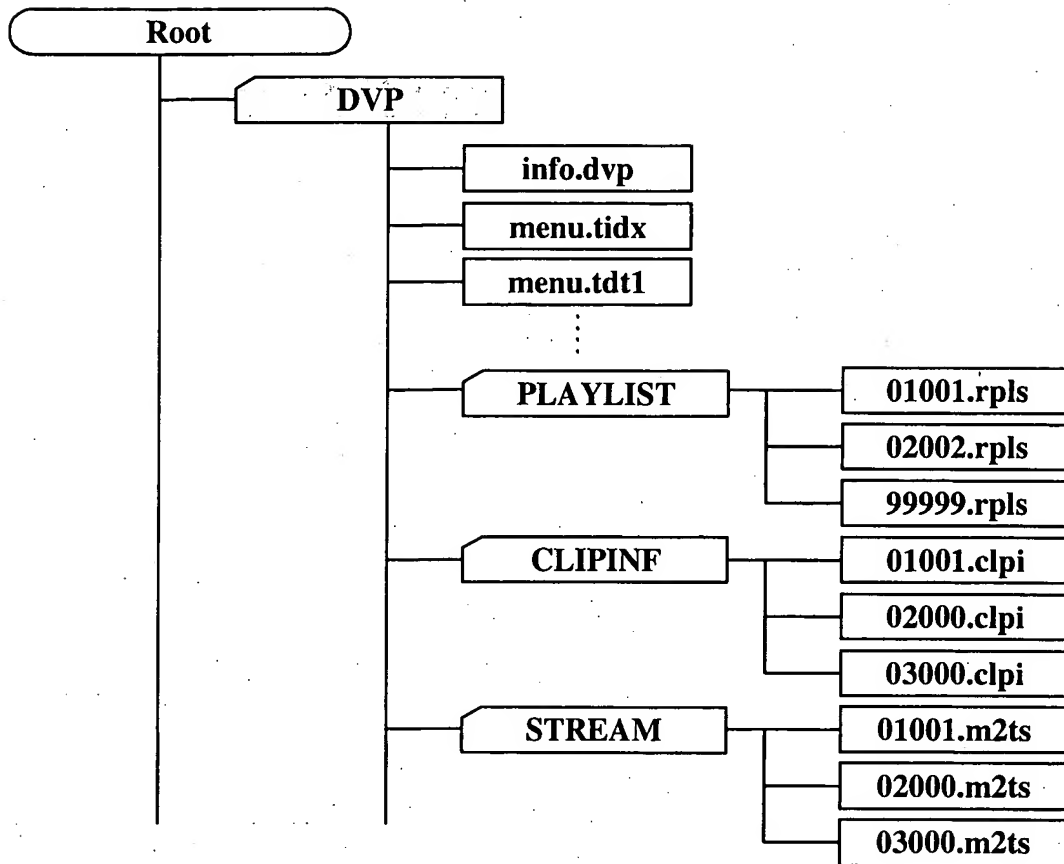 Root
DVP
info.dvp
menu.tidx
menu.tdt1
PLAYLIST
01001.rpls
02002.rpls
99999.rpls
CLIPINF
01001.clpi
02000.clpi
03000.clpi
STREAM
01001.m2ts
02000.m2ts
03000.m2ts